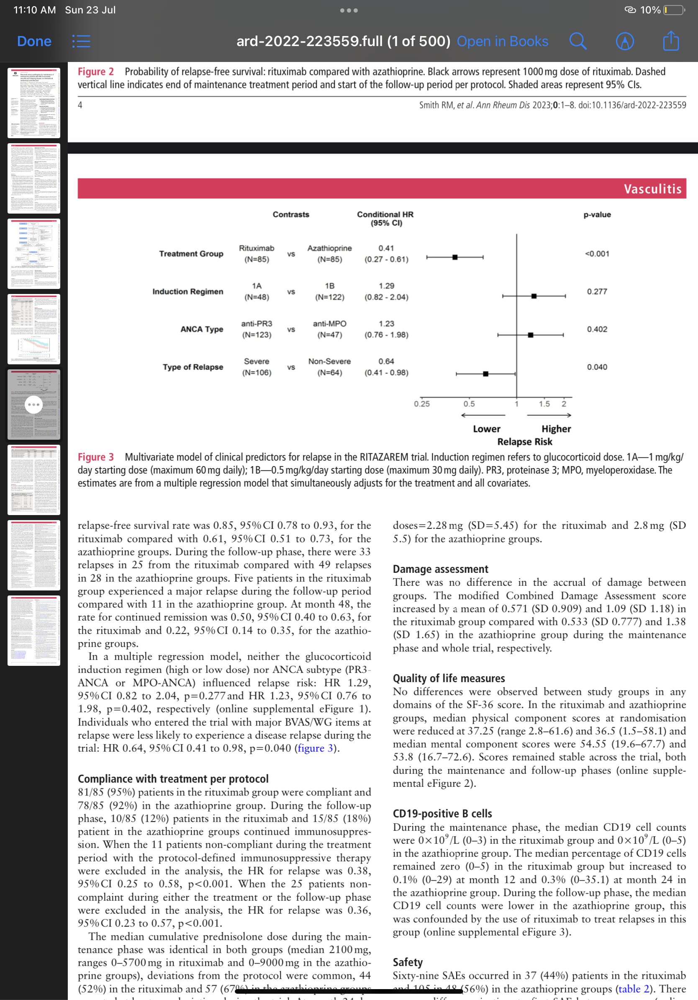 11:10 AM Sun 23 Jul
10%
Done
ard-2022-223559.full (1 of 500)
Open in Books
Figure 2 Probability of relapse-free survival: rituximab compared with azathioprine. Black arrows represent 1000 mg dose of rituximab. Dashed
vertical line indicates end of maintenance treatment period and start of the follow-up period per protocol. Shaded areas represent 95% CIs.
4
Smith RM, et al. Ann Rheum Dis 2023;0:1–8. doi:10.1136/ard-2022-223559
Vasculitis
Contrasts Conditional HR p-value
(95% CI)
Rituximab Azathioprine 0.41
Treatment Group vs <0.001
(N=85) (N=85) (0.27 - 0.61)
1A 1B 1.29
Induction Regimen vs 0.277
(N=48) (N=122) (0.82 - 2.04)
anti-PR3 anti-MPO 1.23
ANCA Type vs 0.402
(N=123) (N=47) (0.76 - 1.98)
Severe Non-Severe 0.64
Type of Relapse vs 0.040
(N=106) (N=64) (0.41 - 0.98)
0.25 0.5 1 1.5 2
Lower Higher
Relapse Risk
Figure 3 Multivariate model of clinical predictors for relapse in the RITAZAREM trial. Induction regimen refers to glucocorticoid dose. 1A—1 mg/kg/
day starting dose (maximum 60 mg daily); 1B—0.5 mg/kg/day starting dose (maximum 30 mg daily). PR3, proteinase 3; MPO, myeloperoxidase. The
estimates are from a multiple regression model that simultaneously adjusts for the treatment and all covariates.
relapse-free survival rate was 0.85, 95% CI 0.78 to 0.93, for the
rituximab compared with 0.61, 95% CI 0.51 to 0.73, for the
azathioprine groups. During the follow-up phase, there were 33
relapses in 25 from the rituximab compared with 49 relapses
in 28 in the azathioprine groups. Five patients in the rituximab
group experienced a major relapse during the follow-up period
compared with 11 in the azathioprine group. At month 48, the
rate for continued remission was 0.50, 95% CI 0.40 to 0.63, for
the rituximab and 0.22, 95% CI 0.14 to 0.35, for the azathio-
prine groups.
In a multiple regression model, neither the glucocorticoid
induction regimen (high or low dose) nor ANCA subtype (PR3-
ANCA or MPO-ANCA) influenced relapse risk: HR 1.29,
95% CI 0.82 to 2.04, p=0.277 and HR 1.23, 95% CI 0.76 to
1.98, p=0.402, respectively (online supplemental eFigure 1).
Individuals who entered the trial with major BVAS/WG items at
relapse were less likely to experience a disease relapse during the
trial: HR 0.64, 95% CI 0.41 to 0.98, p=0.040 (figure 3).
Compliance with treatment per protocol
81/85 (95%) patients in the rituximab group were compliant and
78/85 (92%) in the azathioprine group. During the follow-up
phase, 10/85 (12%) patients in the rituximab and 15/85 (18%)
patient in the azathioprine groups continued immunosuppres-
sion. When the 11 patients non-compliant during the treatment
period with the protocol-defined immunosuppressive therapy
were excluded in the analysis, the HR for relapse was 0.38,
95% CI 0.25 to 0.58, p<0.001. When the 25 patients non-
complaint during either the treatment or the follow-up phase
were excluded in the analysis, the HR for relapse was 0.36,
95% CI 0.23 to 0.57, p<0.001.
The median cumulative prednisolone dose during the main-
tenance phase was identical in both groups (median 2100 mg,
ranges 0–5700 mg in rituximab and 0–9000 mg in the azathio-
prine groups), deviations from the protocol were common, 44
(52%) in the rituximab and 57 (67%) in the azathioprine groups
doses=2.28 mg (SD=5.45) for the rituximab and 2.8 mg (SD
5.5) for the azathioprine groups.
Damage assessment
There was no difference in the accrual of damage between
groups. The modified Combined Damage Assessment score
increased by a mean of 0.571 (SD 0.909) and 1.09 (SD 1.18) in
the rituximab group compared with 0.533 (SD 0.777) and 1.38
(SD 1.65) in the azathioprine group during the maintenance
phase and whole trial, respectively.
Quality of life measures
No differences were observed between study groups in any
domains of the SF-36 score. In the rituximab and azathioprine
groups, median physical component scores at randomisation
were reduced at 37.25 (range 2.8–61.6) and 36.5 (1.5–58.1) and
median mental component scores were 54.55 (19.6–67.7) and
53.8 (16.7–72.6). Scores remained stable across the trial, both
during the maintenance and follow-up phases (online supple-
mental eFigure 2).
CD19-positive B cells
During the maintenance phase, the median CD19 cell counts
were 0×10⁹/L (0–3) in the rituximab group and 0×10⁹/L (0–5)
in the azathioprine group. The median percentage of CD19 cells
remained zero (0–5) in the rituximab group but increased to
0.1% (0–29) at month 12 and 0.3% (0–35.1) at month 24 in
the azathioprine group. During the follow-up phase, the median
CD19 cell counts were lower in the azathioprine group, this
was confounded by the use of rituximab to treat relapses in this
group (online supplemental eFigure 3).
Safety
Sixty-nine SAEs occurred in 37 (44%) patients in the rituximab
and 105 in 48 (56%) in the azathioprine groups (table 2). There